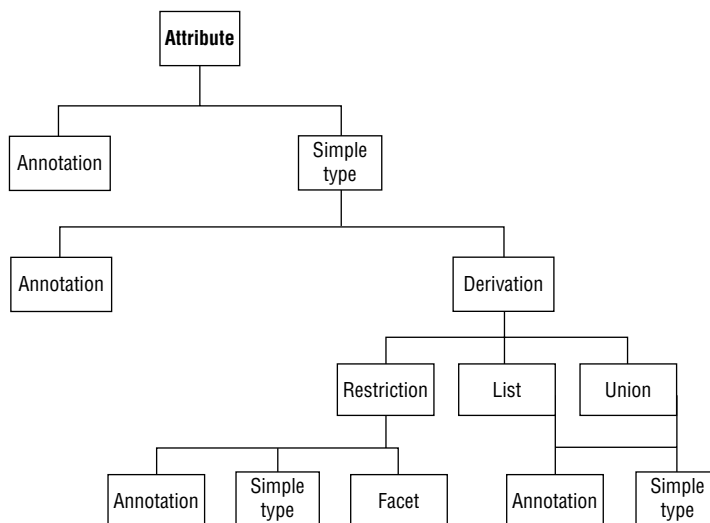 Attribute
Annotation
Simple
type
Annotation
Derivation
Restriction
List
Union
Annotation
Simple
type
Facet
Annotation
Simple
type